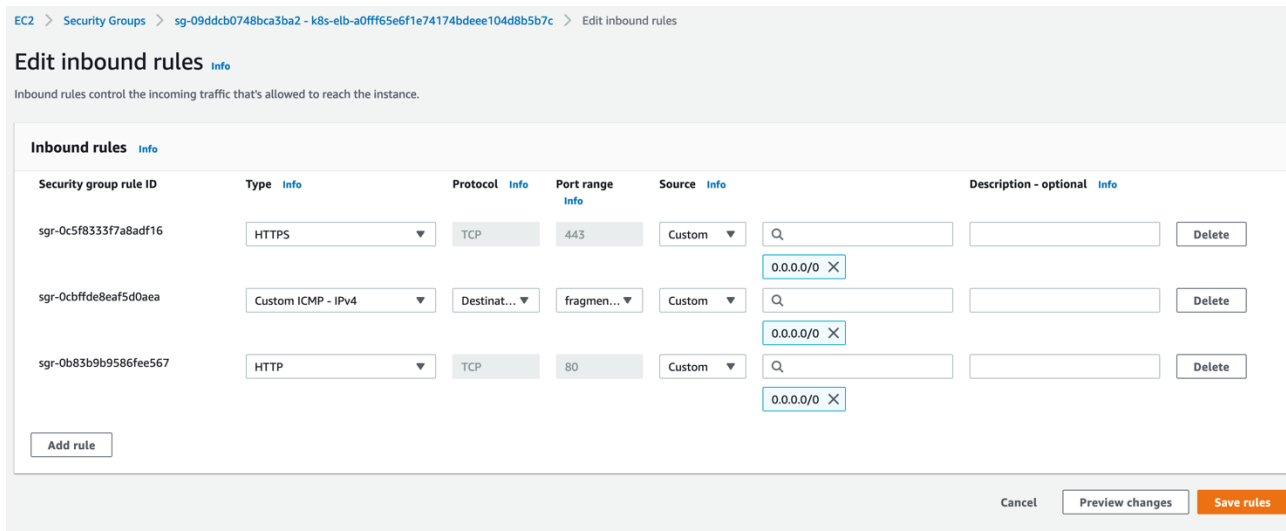 EC2 > Security Groups > sg-09ddcb0748bca3ba2 - k8s-elb-a0fff65e6f1e74174bdeee104d8b5b7c > Edit inbound rules
Edit inbound rules Info
Inbound rules control the incoming traffic that's allowed to reach the instance.
Inbound rules Info
Security group rule ID Type Info Protocol Info Port range Info Source Info Description - optional Info
sgr-0c5f8333f7a8adf16 HTTPS TCP 443 Custom Delete
0.0.0.0/0
sgr-0cbffde8eaf5d0aea Custom ICMP - IPv4 Destinat... fragmen... Custom Delete
0.0.0.0/0
sgr-0b83b9b9586fee567 HTTP TCP 80 Custom Delete
0.0.0.0/0
Add rule
Cancel Preview changes Save rules